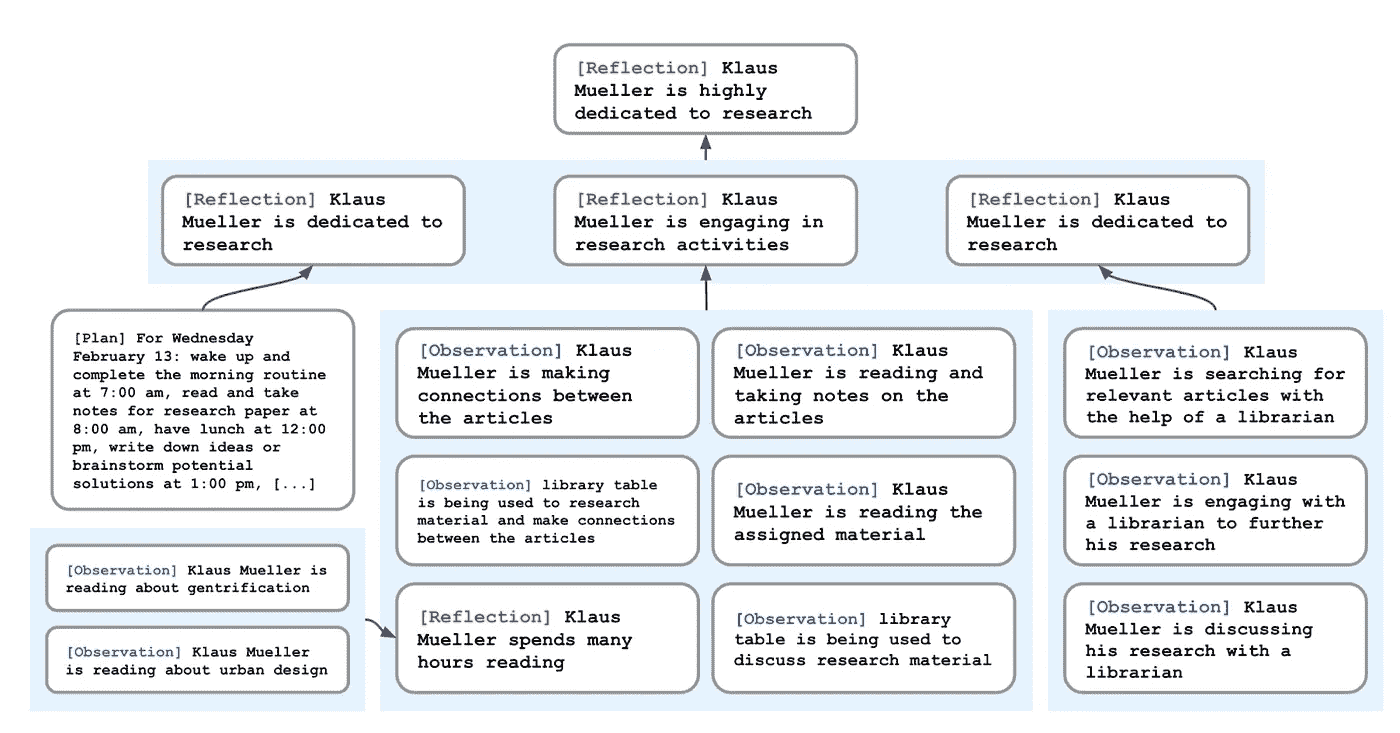 [Reflection] Klaus
Mueller is highly
dedicated to research
[Reflection] Klaus
Mueller is dedicated to
research
[Reflection] Klaus
Mueller is engaging in
research activities
[Reflection] Klaus
Mueller is dedicated to
research
[Plan] For Wednesday
February 13: wake up and
complete the morning routine
at 7:00 am, read and take
notes for research paper at
8:00 am, have lunch at 12:00
pm, write down ideas or
brainstorm potential
solutions at 1:00 pm, [...]
[Observation] Klaus Mueller is
reading about gentrification
[Observation] Klaus Mueller
is reading about urban design
[Observation] Klaus
Mueller is making
connections between
the articles
[Observation] Klaus
Mueller is reading and
taking notes on the
articles
[Observation] library table
is being used to research
material and make connections
between the articles
[Observation] Klaus
Mueller is reading the
assigned material
[Reflection] Klaus
Mueller spends many
hours reading
[Observation] library
table is being used to
discuss research material
[Observation] Klaus
Mueller is searching for
relevant articles with
the help of a librarian
[Observation] Klaus
Mueller is engaging with
a librarian to further
his research
[Observation] Klaus
Mueller is discussing
his research with a
librarian